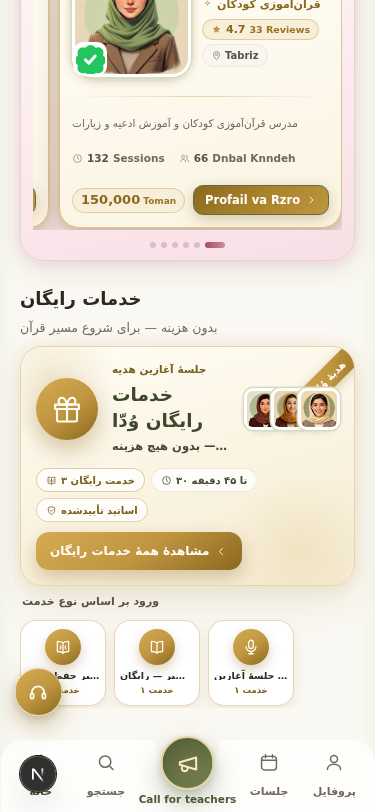 قرآن‌آموزی کودکان
4.7 33 Reviews
Tabriz
مدرس قرآن‌آموزی کودکان و آموزش ادعیه و زیارات
132 Sessions 66 Dnbal Knndeh
150,000 Toman
Profail va Rzro
خدمات رایگان
بدون هزینه — برای شروع مسیر قرآن
جلسهٔ آغازین هدیه
خدمات
رایگان وُدّا
— بدون هیچ هزینه…
۳ خدمت رایگان
۳۰ تا ۴۵ دقیقه
اساتید تأییدشده
مشاهدهٔ همهٔ خدمات رایگان
ورود بر اساس نوع خدمت
جلسهٔ آغازین …
خدمت ۱
…یر — رایگان
خدمت ۱
پروفایل
جلسات
Call for teachers
جستجو